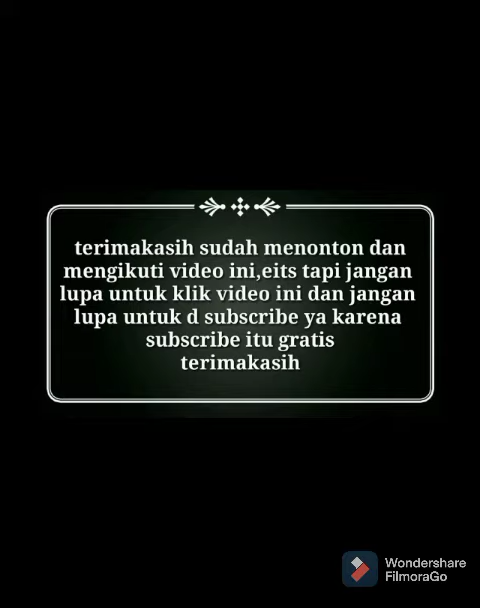 terimakasih sudah menonton dan
mengikuti video ini,eits tapi jangan
lupa untuk klik video ini dan jangan
lupa untuk d subscribe ya karena
subscribe itu gratis
terimakasih
Wondershare
FilmoraGo